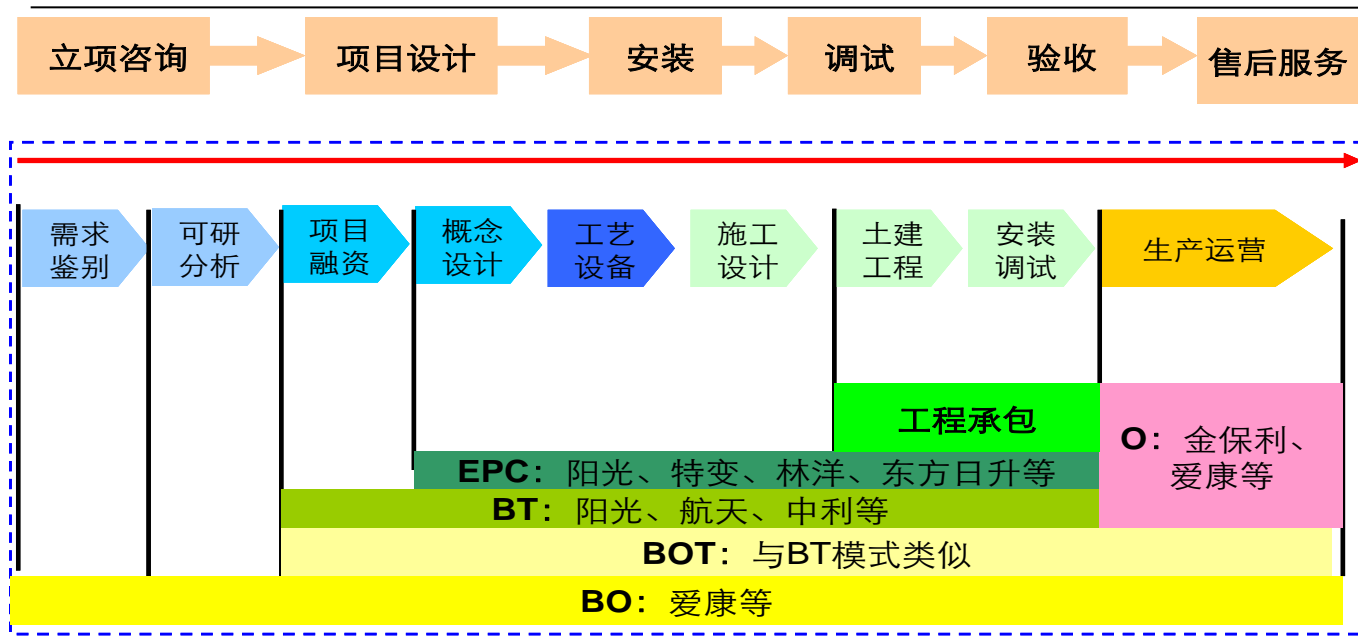 立项咨询
项目设计
安装
调试
验收
售后服务
需求
鉴别
可研
分析
项目
融资
概念
设计
工艺
设备
施工
设计
土建
工程
安装
调试
生产运营
工程承包
O：金保利、
爱康等
EPC：阳光、特变、林洋、东方日升等
BT：阳光、航天、中利等
BOT：与BT模式类似
BO：爱康等